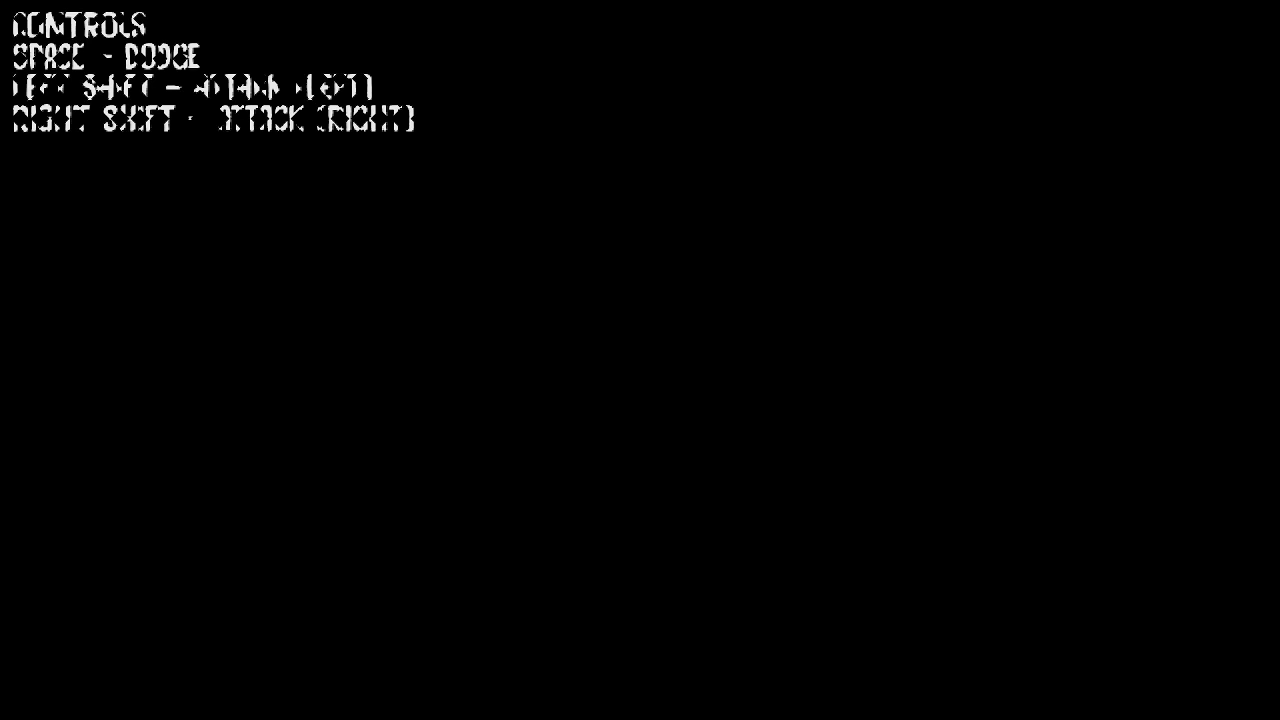 CONTROLS
SPACE - DODGE
LEFT SHIFT - ATTACK (LEFT)
RIGHT SHIFT - ATTACK (RIGHT)